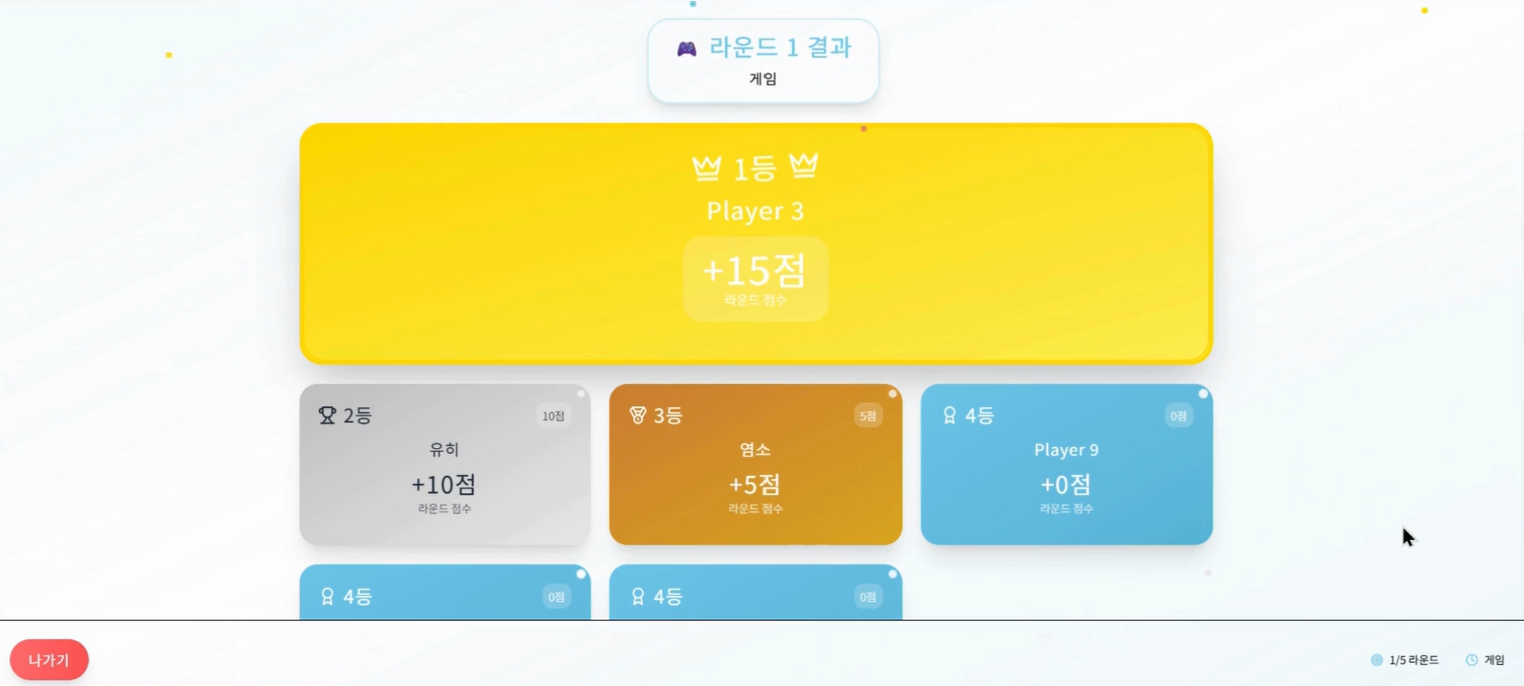 라운드 1 결과
게임
1등
Player 3
+15점
라운드 점수
2등
10점
유히
+10점
라운드 점수
3등
5점
염소
+5점
라운드 점수
4등
0점
Player 9
+0점
라운드 점수
4등
0점
4등
0점
나가기
1/5 라운드
게임